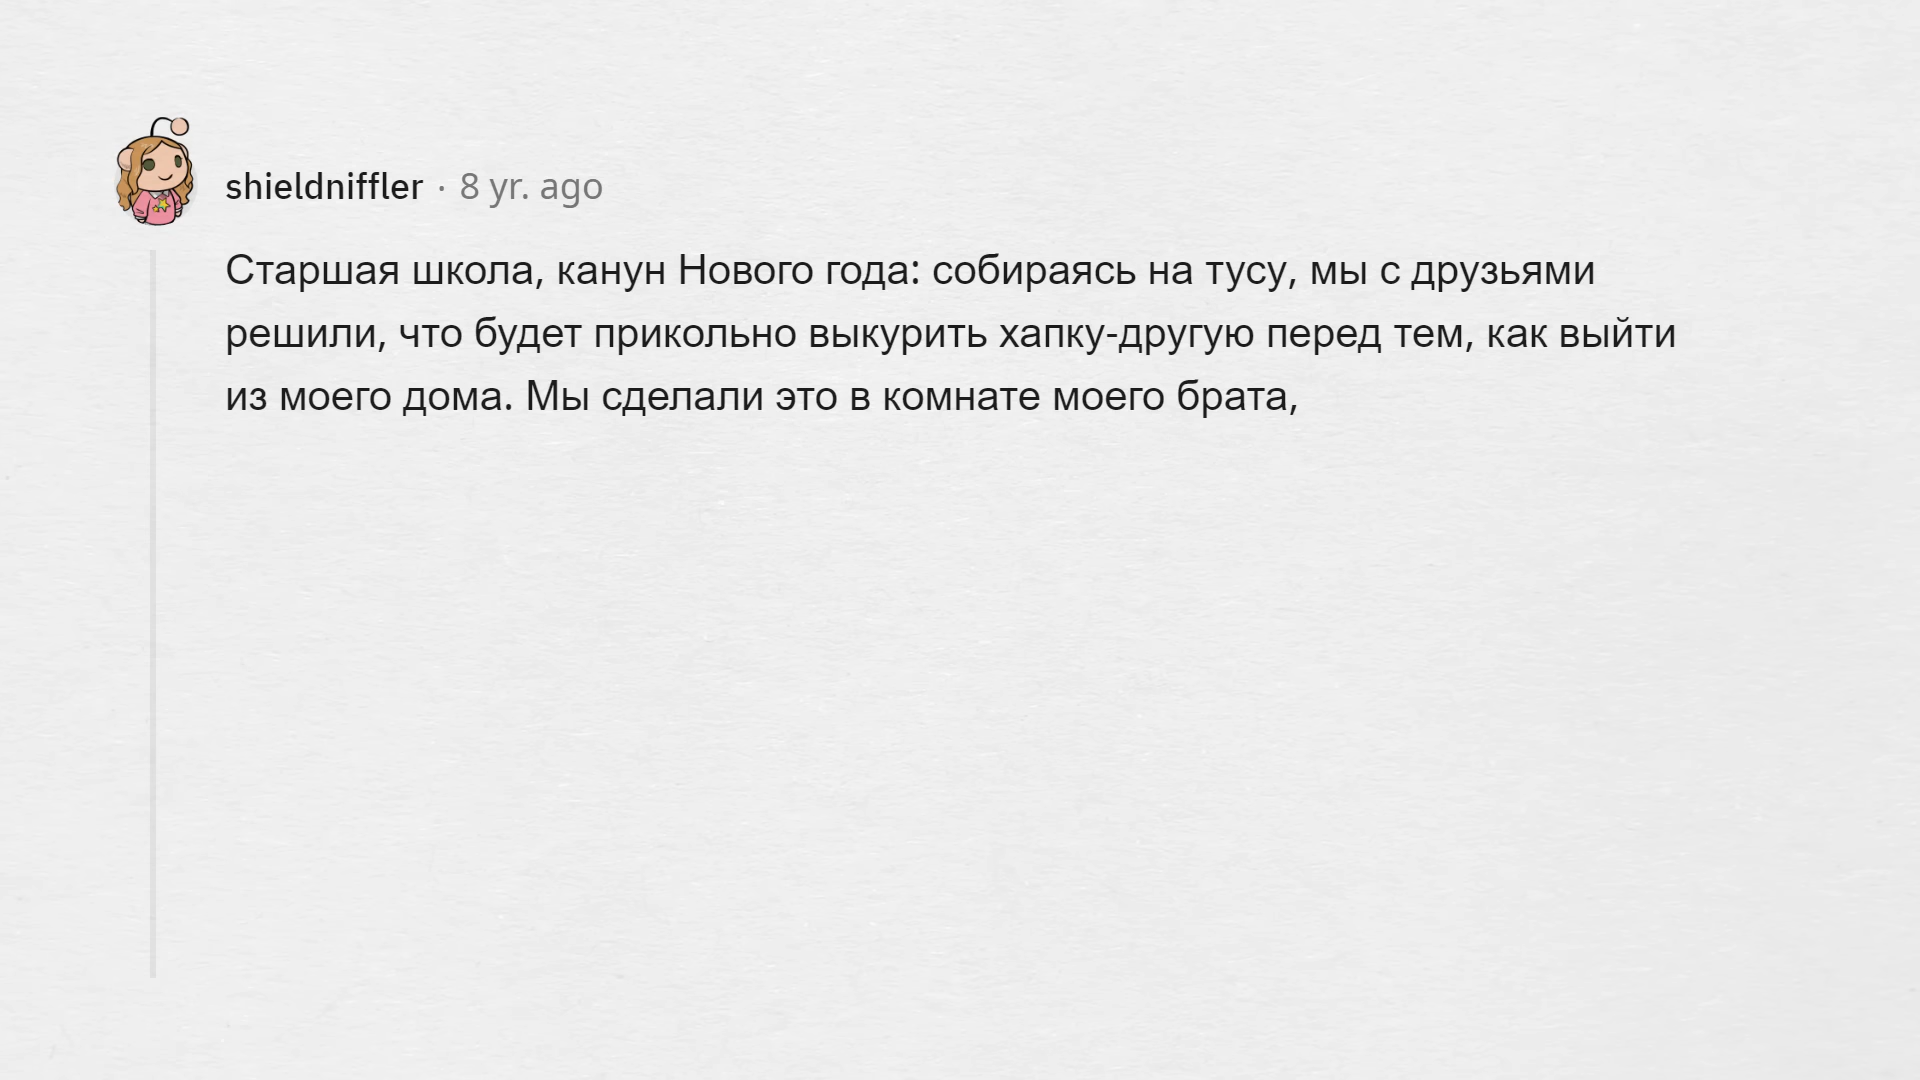 shieldniffler · 8 yr. ago
Старшая школа, канун Нового года: собираясь на тусу, мы с друзьями
решили, что будет прикольно выкурить хапку-другую перед тем, как выйти
из моего дома. Мы сделали это в комнате моего брата,